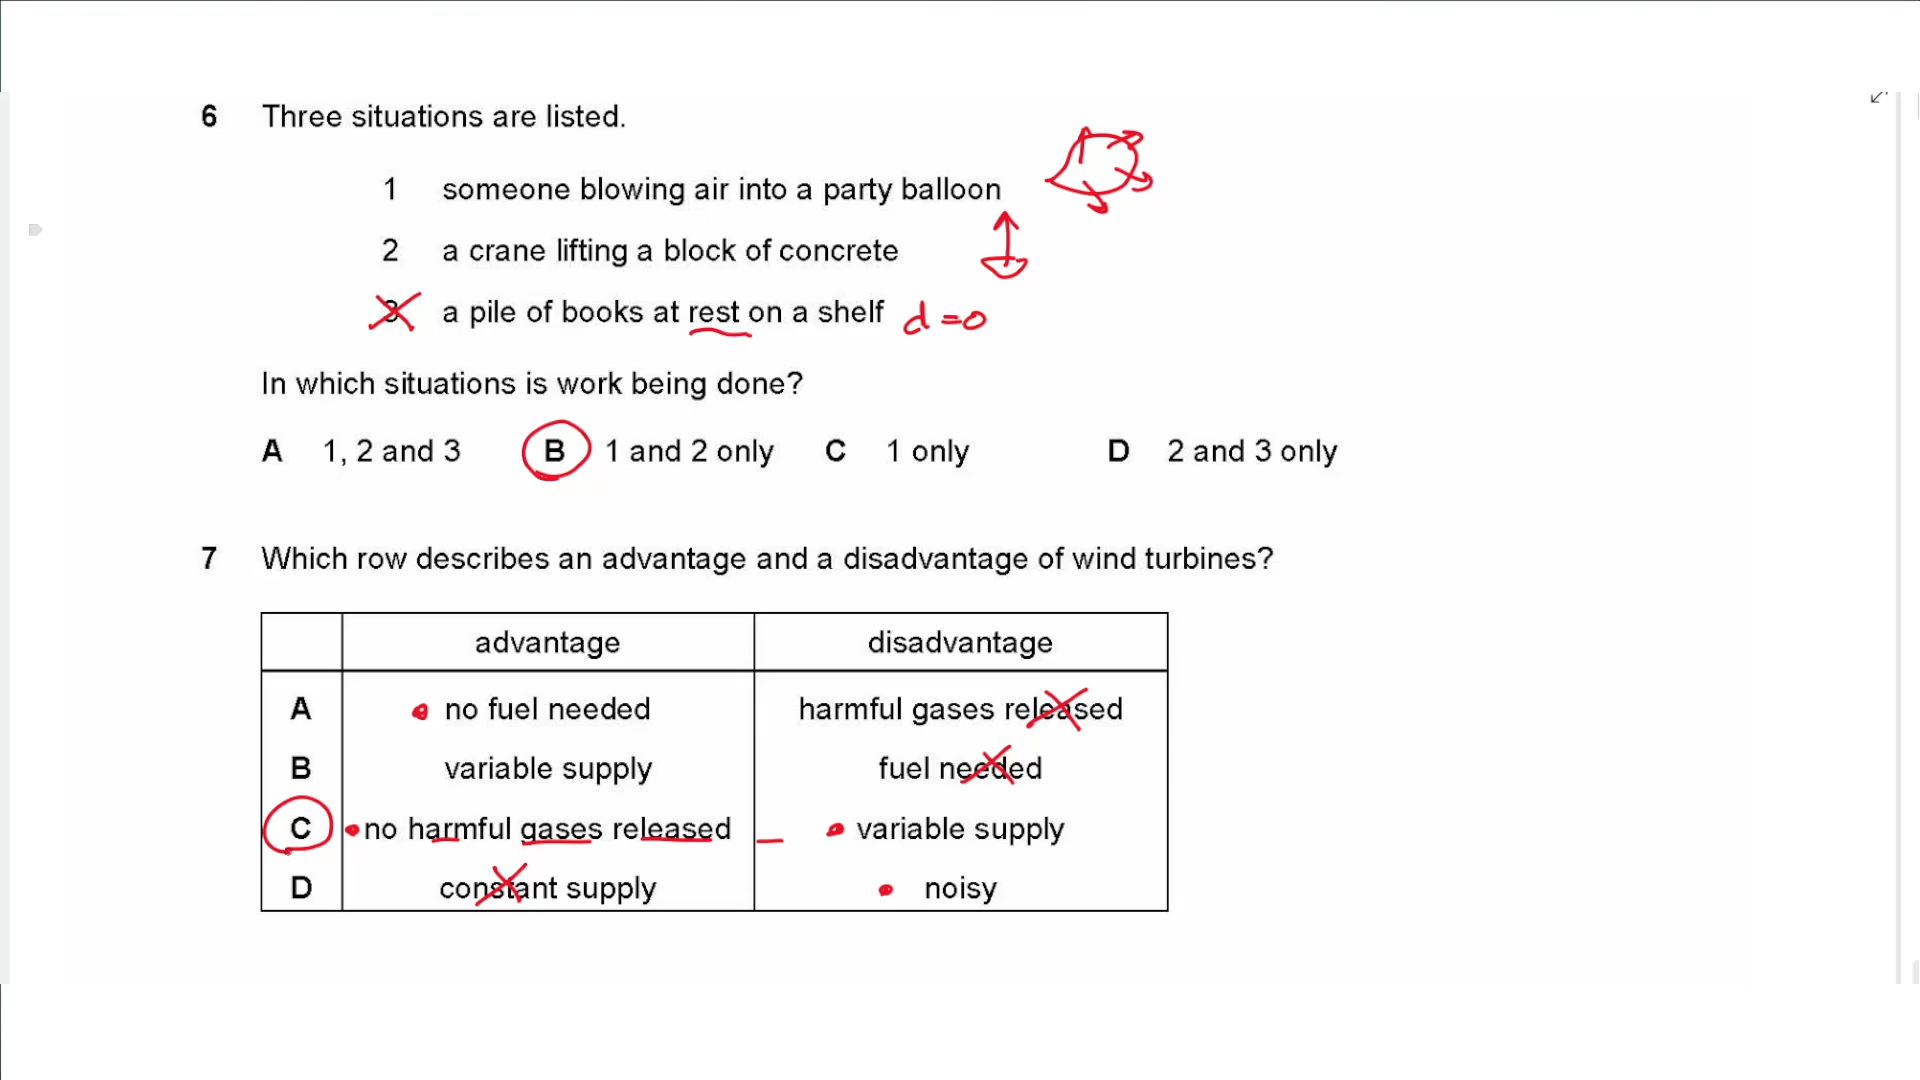 6 Three situations are listed.
1 someone blowing air into a party balloon
2 a crane lifting a block of concrete
3 a pile of books at rest on a shelf d=0
In which situations is work being done?
A 1, 2 and 3 B 1 and 2 only C 1 only D 2 and 3 only
7 Which row describes an advantage and a disadvantage of wind turbines?
advantage disadvantage
A no fuel needed harmful gases released
B variable supply fuel needed
C no harmful gases released variable supply
D constant supply noisy